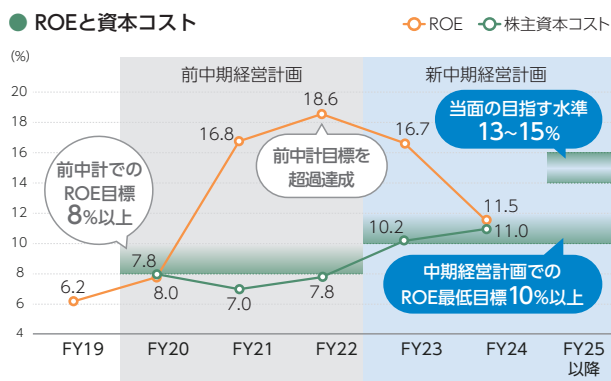 ● ROEと資本コスト
ROE 株主資本コスト
(%)
前中期経営計画 新中期経営計画
20
18
16
14
12
10
8
6
4
当面の目指す水準
13~15%
前中計での
ROE目標
8%以上
前中計目標を
超過達成
中期経営計画での
ROE最低目標10%以上
6.2
7.8
16.8
18.6
16.7
11.5
8.0
7.0
7.8
10.2
11.0
FY19 FY20 FY21 FY22 FY23 FY24 FY25
以降